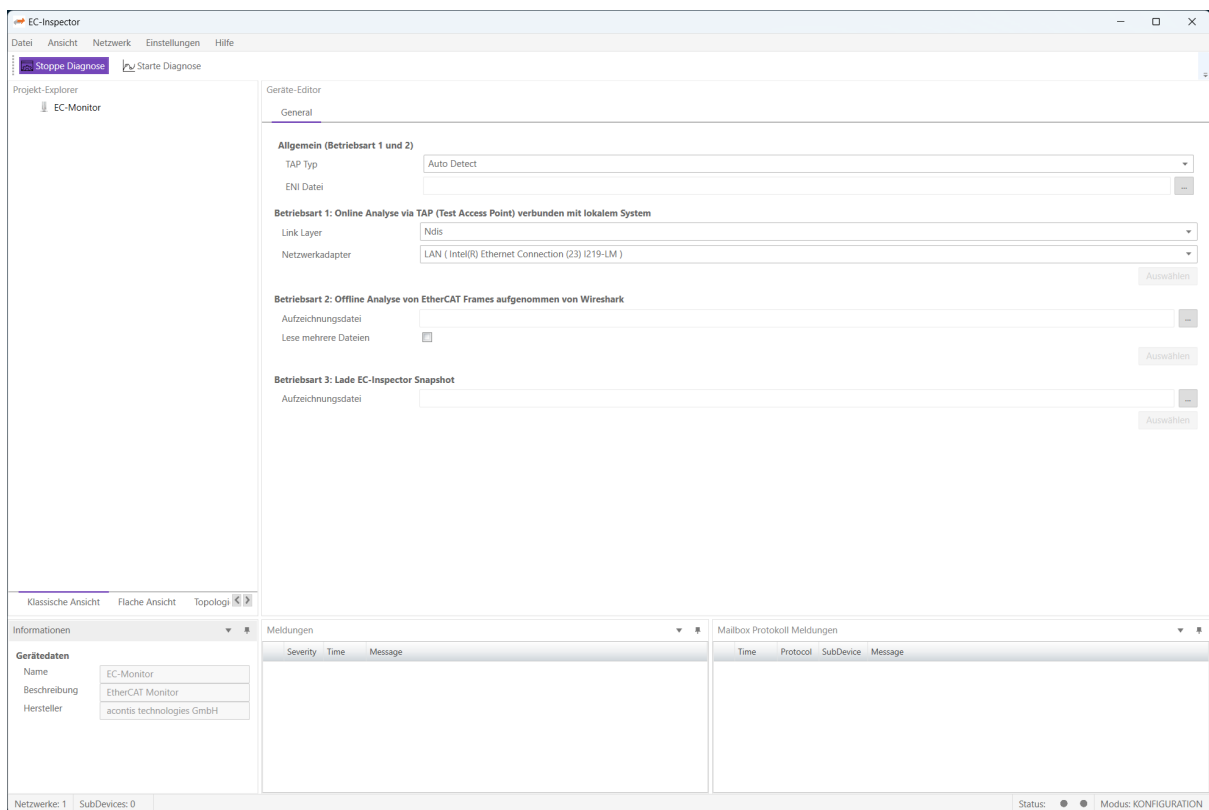 EC-Inspector
Datei Ansicht Netzwerk Einstellungen Hilfe
Stoppe Diagnose Starte Diagnose
Projekt-Explorer
EC-Monitor
Klassische Ansicht Flache Ansicht Topologi
Geräte-Editor
General
Allgemein (Betriebsart 1 und 2)
TAP Typ Auto Detect
ENI Datei ...
Betriebsart 1: Online Analyse via TAP (Test Access Point) verbunden mit lokalem System
Link Layer Ndis
Netzwerkadapter LAN ( Intel(R) Ethernet Connection (23) I219-LM )
Auswählen
Betriebsart 2: Offline Analyse von EtherCAT Frames aufgenommen von Wireshark
Aufzeichnungsdatei ...
Lese mehrere Dateien
Auswählen
Betriebsart 3: Lade EC-Inspector Snapshot
Aufzeichnungsdatei ...
Auswählen
Informationen
Gerätedaten
Name EC-Monitor
Beschreibung EtherCAT Monitor
Hersteller acontis technologies GmbH
Meldungen
Severity Time Message
Mailbox Protokoll Meldungen
Time Protocol SubDevice Message
Netzwerke: 1 SubDevices: 0 Status: Modus: KONFIGURATION